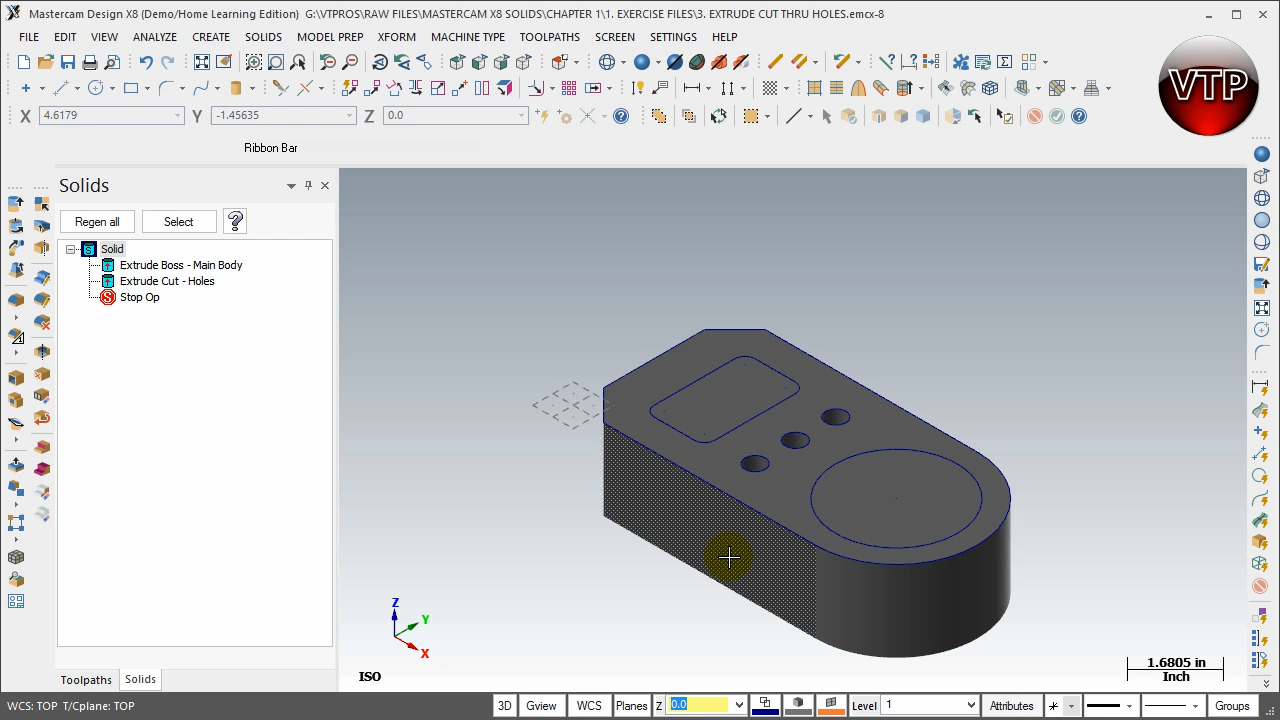 Mastercam Design X8 (Demo/Home Learning Edition) G:\VTPROS\RAW FILES\MASTERCAM X8 SOLIDS\CHAPTER 1\1. EXERCISE FILES\3. EXTRUDE CUT THRU HOLES.emcx-8
FILE EDIT VIEW ANALYZE CREATE SOLIDS MODEL PREP XFORM MACHINE TYPE TOOLPATHS SCREEN SETTINGS HELP
VTP
X 4.6179 Y -1.45635 Z 0.0
Ribbon Bar
Solids
Regen all Select ?
Solid
Extrude Boss - Main Body
Extrude Cut - Holes
Stop Op
Z
Y
X
ISO
1.6805 in
Inch
Toolpaths Solids
WCS: TOP T/Cplane: TOP 3D Gview WCS Planes Z 0.0 Level 1 Attributes Groups